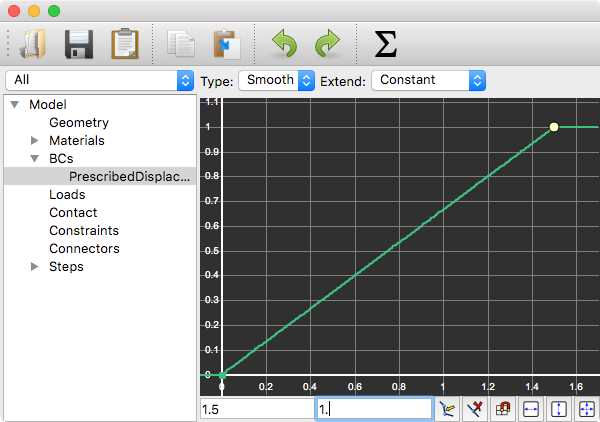 Σ
All
Type: Smooth Extend: Constant
Model
Geometry
Materials
BCs
PrescribedDisplac...
Loads
Contact
Constraints
Connectors
Steps
1.1
1
0.9
0.8
0.7
0.6
0.5
0.4
0.3
0.2
0.1
0
0 0.2 0.4 0.6 0.8 1 1.2 1.4 1.6
1.5 1.